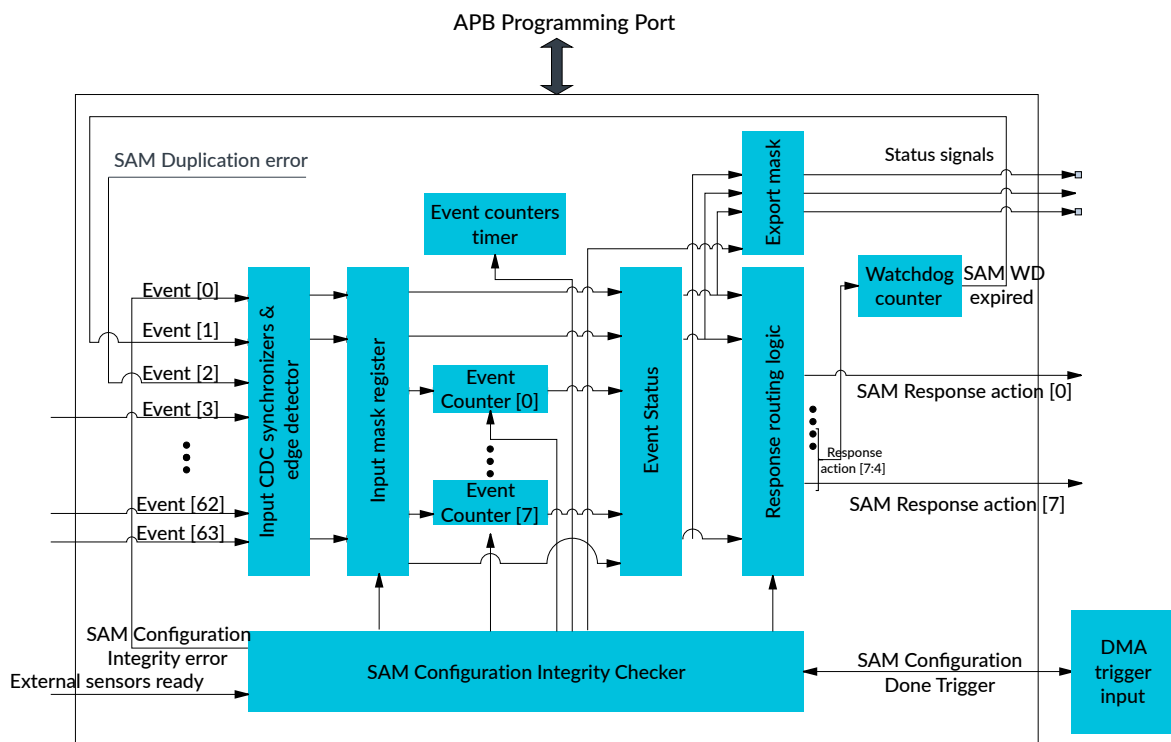 APB Programming Port
SAM Duplication error
Status signals
Export mask
Event counters
timer
Watchdog
counter
SAM WD
expired
Event [0]
Event [1]
Event [2]
Event [3]
Event [62]
Event [63]
Input CDC synchronizers &
edge detector
Input mask register
Event
Counter [0]
Event
Counter [7]
Event Status
Response routing logic
SAM Response action [0]
Response
action [7:4]
SAM Response action [7]
SAM Configuration
Integrity error
External sensors ready
SAM Configuration Integrity Checker
SAM Configuration
Done Trigger
DMA
trigger
input